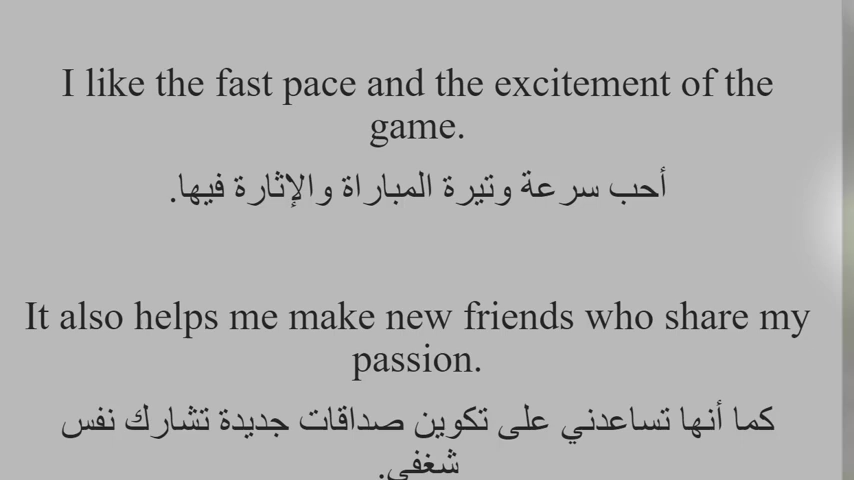 I like the fast pace and the excitement of the
game.
أحب سرعة وتيرة المباراة والإثارة فيها.
It also helps me make new friends who share my
passion.
كما أنها تساعدني على تكوين صداقات جديدة تشارك نفس
شغفي.